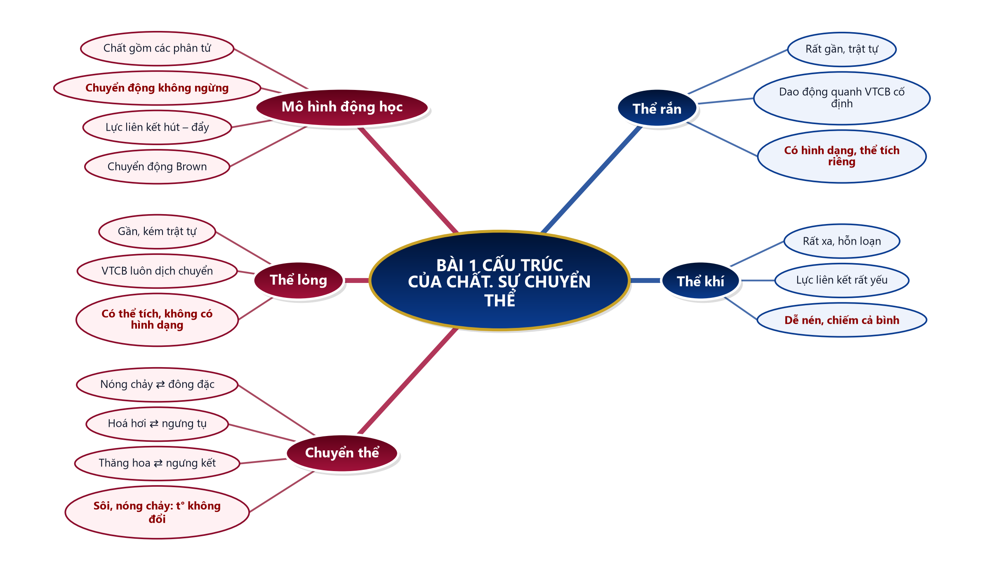 BÀI 1 CẤU TRÚC
CỦA CHẤT. SỰ CHUYỂN
THỂ
Mô hình động học
Chất gồm các phân tử
Chuyển động không ngừng
Lực liên kết hút – đẩy
Chuyển động Brown
Thể rắn
Rất gần, trật tự
Dao động quanh VTCB cố
định
Có hình dạng, thể tích
riêng
Thể lỏng
Gần, kém trật tự
VTCB luôn dịch chuyển
Có thể tích, không có
hình dạng
Thể khí
Rất xa, hỗn loạn
Lực liên kết rất yếu
Dễ nén, chiếm cả bình
Chuyển thể
Nóng chảy ⇄ đông đặc
Hoá hơi ⇄ ngưng tụ
Thăng hoa ⇄ ngưng kết
Sôi, nóng chảy: t° không
đổi